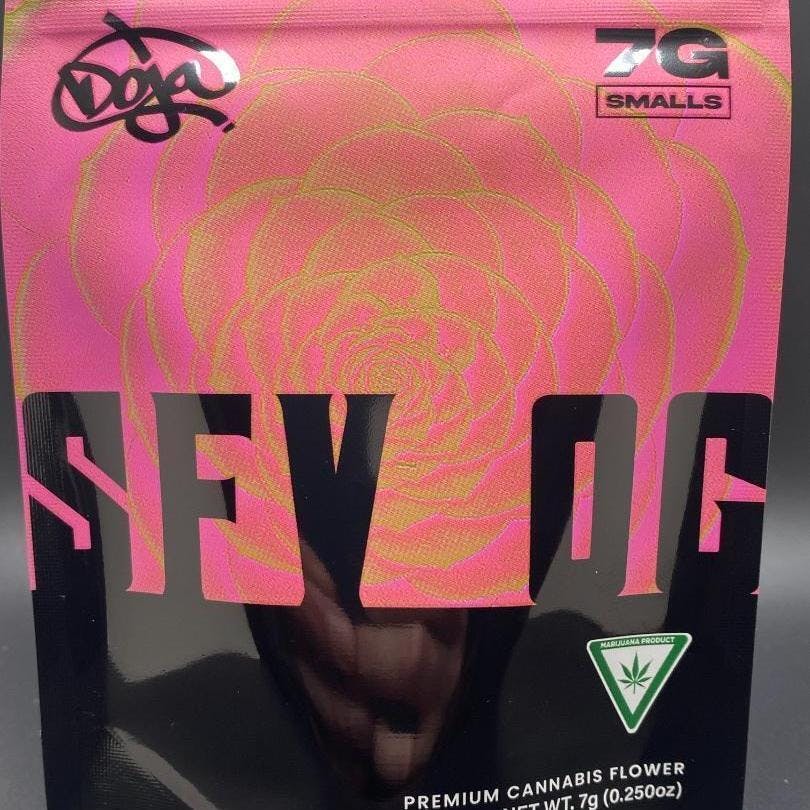 Doja
7G
SMALLS
SFV OG
MARIJUANA PRODUCT
PREMIUM CANNABIS FLOWER
NET WT. 7g (0.250oz)